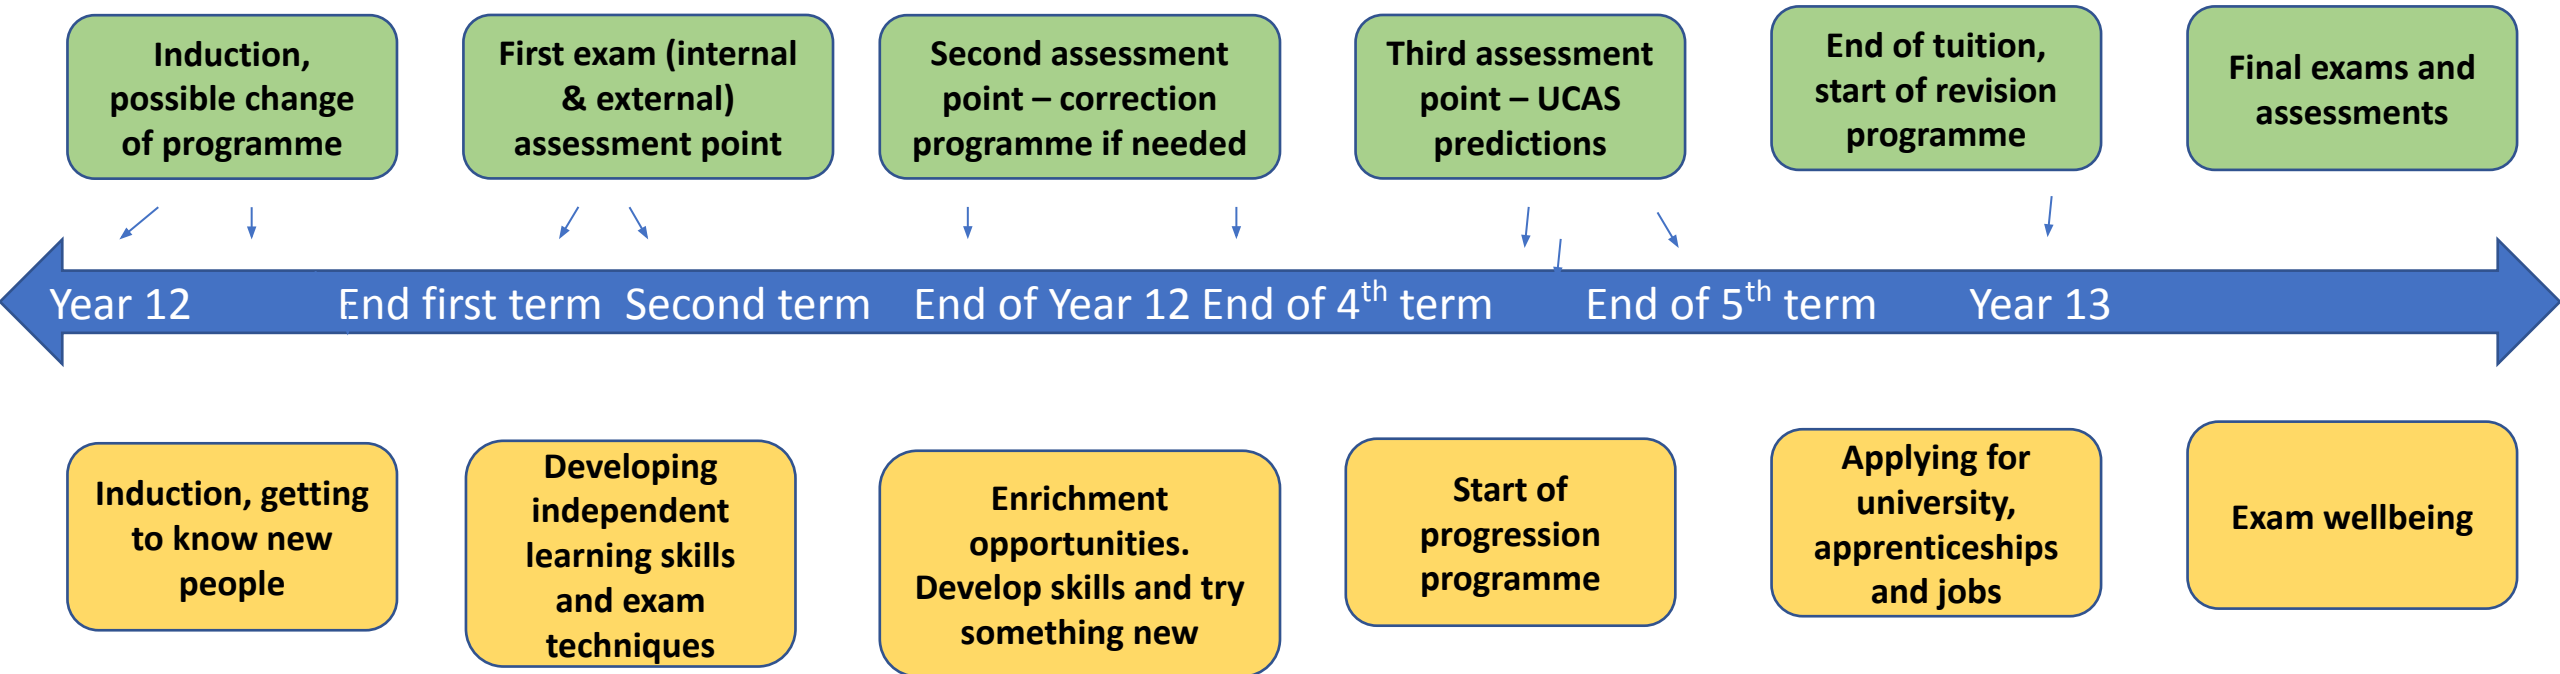 Induction,
possible change
of programme
First exam (internal
& external)
assessment point
Second assessment
point – correction
programme if needed
Third assessment
point – UCAS
predictions
End of tuition,
start of revision
programme
Final exams and
assessments
Year 12 End first term Second term End of Year 12 End of 4th term End of 5th term Year 13
Induction, getting
to know new
people
Developing
independent
learning skills
and exam
techniques
Enrichment
opportunities.
Develop skills and try
something new
Start of
progression
programme
Applying for
university,
apprenticeships
and jobs
Exam wellbeing